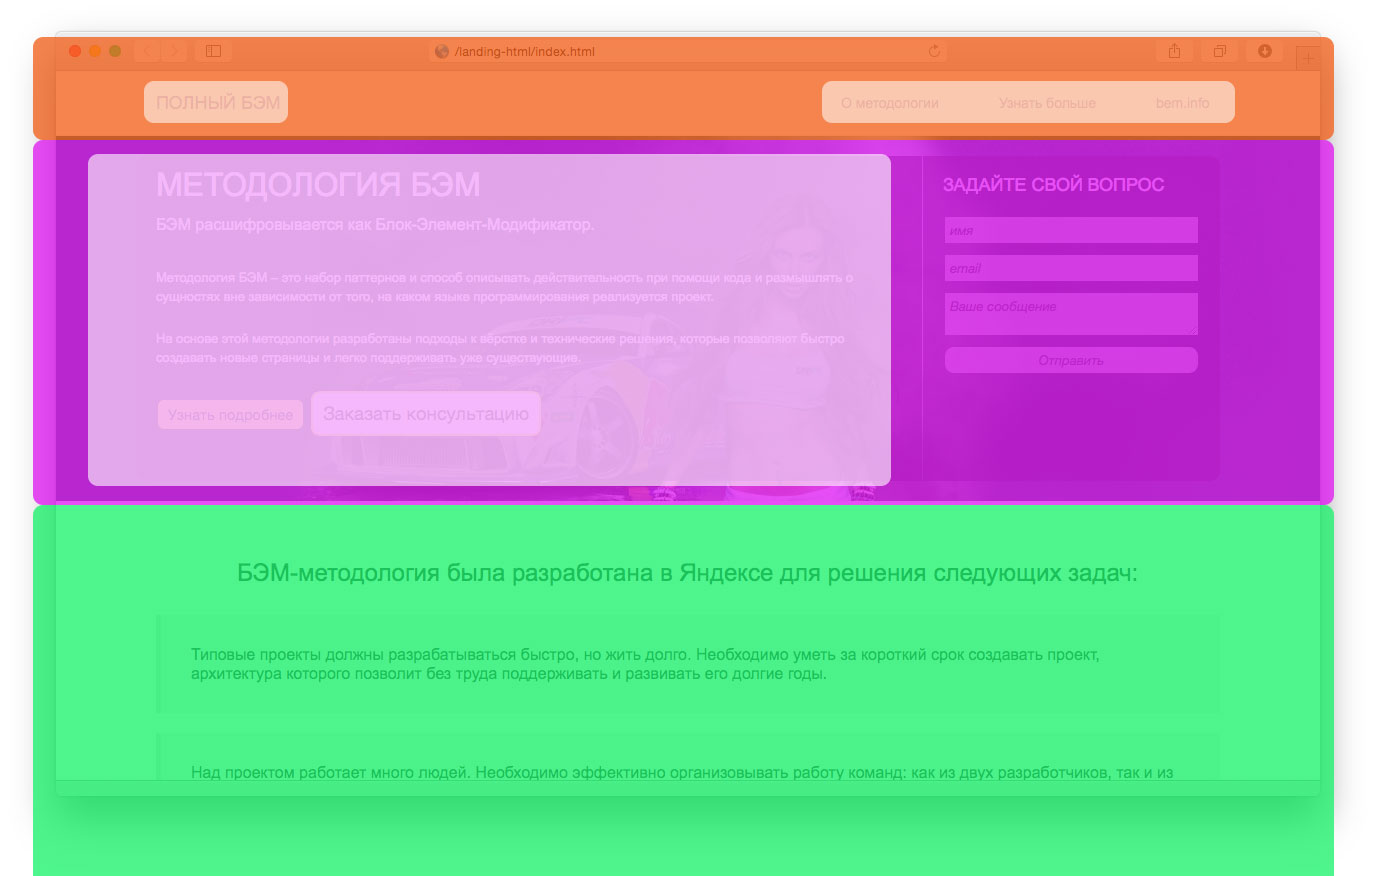 /landing-html/index.html
ПОЛНЫЙ БЭМ
О методологии
Узнать больше
bem.info
МЕТОДОЛОГИЯ БЭМ
БЭМ расшифровывается как Блок-Элемент-Модификатор.
Методология БЭМ – это набор паттернов и способ описывать действительность при помощи кода и размышлять о
сущностях вне зависимости от того, на каком языке программирования реализуется проект.
На основе этой методологии разработаны подходы к вёрстке и технические решения, которые позволяют быстро
создавать новые страницы и легко поддерживать уже существующие.
Узнать подробнее
Заказать консультацию
ЗАДАЙТЕ СВОЙ ВОПРОС
имя
email
Ваше сообщение
Отправить
БЭМ-методология была разработана в Яндексе для решения следующих задач:
Типовые проекты должны разрабатываться быстро, но жить долго. Необходимо уметь за короткий срок создавать проект,
архитектура которого позволит без труда поддерживать и развивать его долгие годы.
Над проектом работает много людей. Необходимо эффективно организовывать работу команд: как из двух разработчиков, так и из